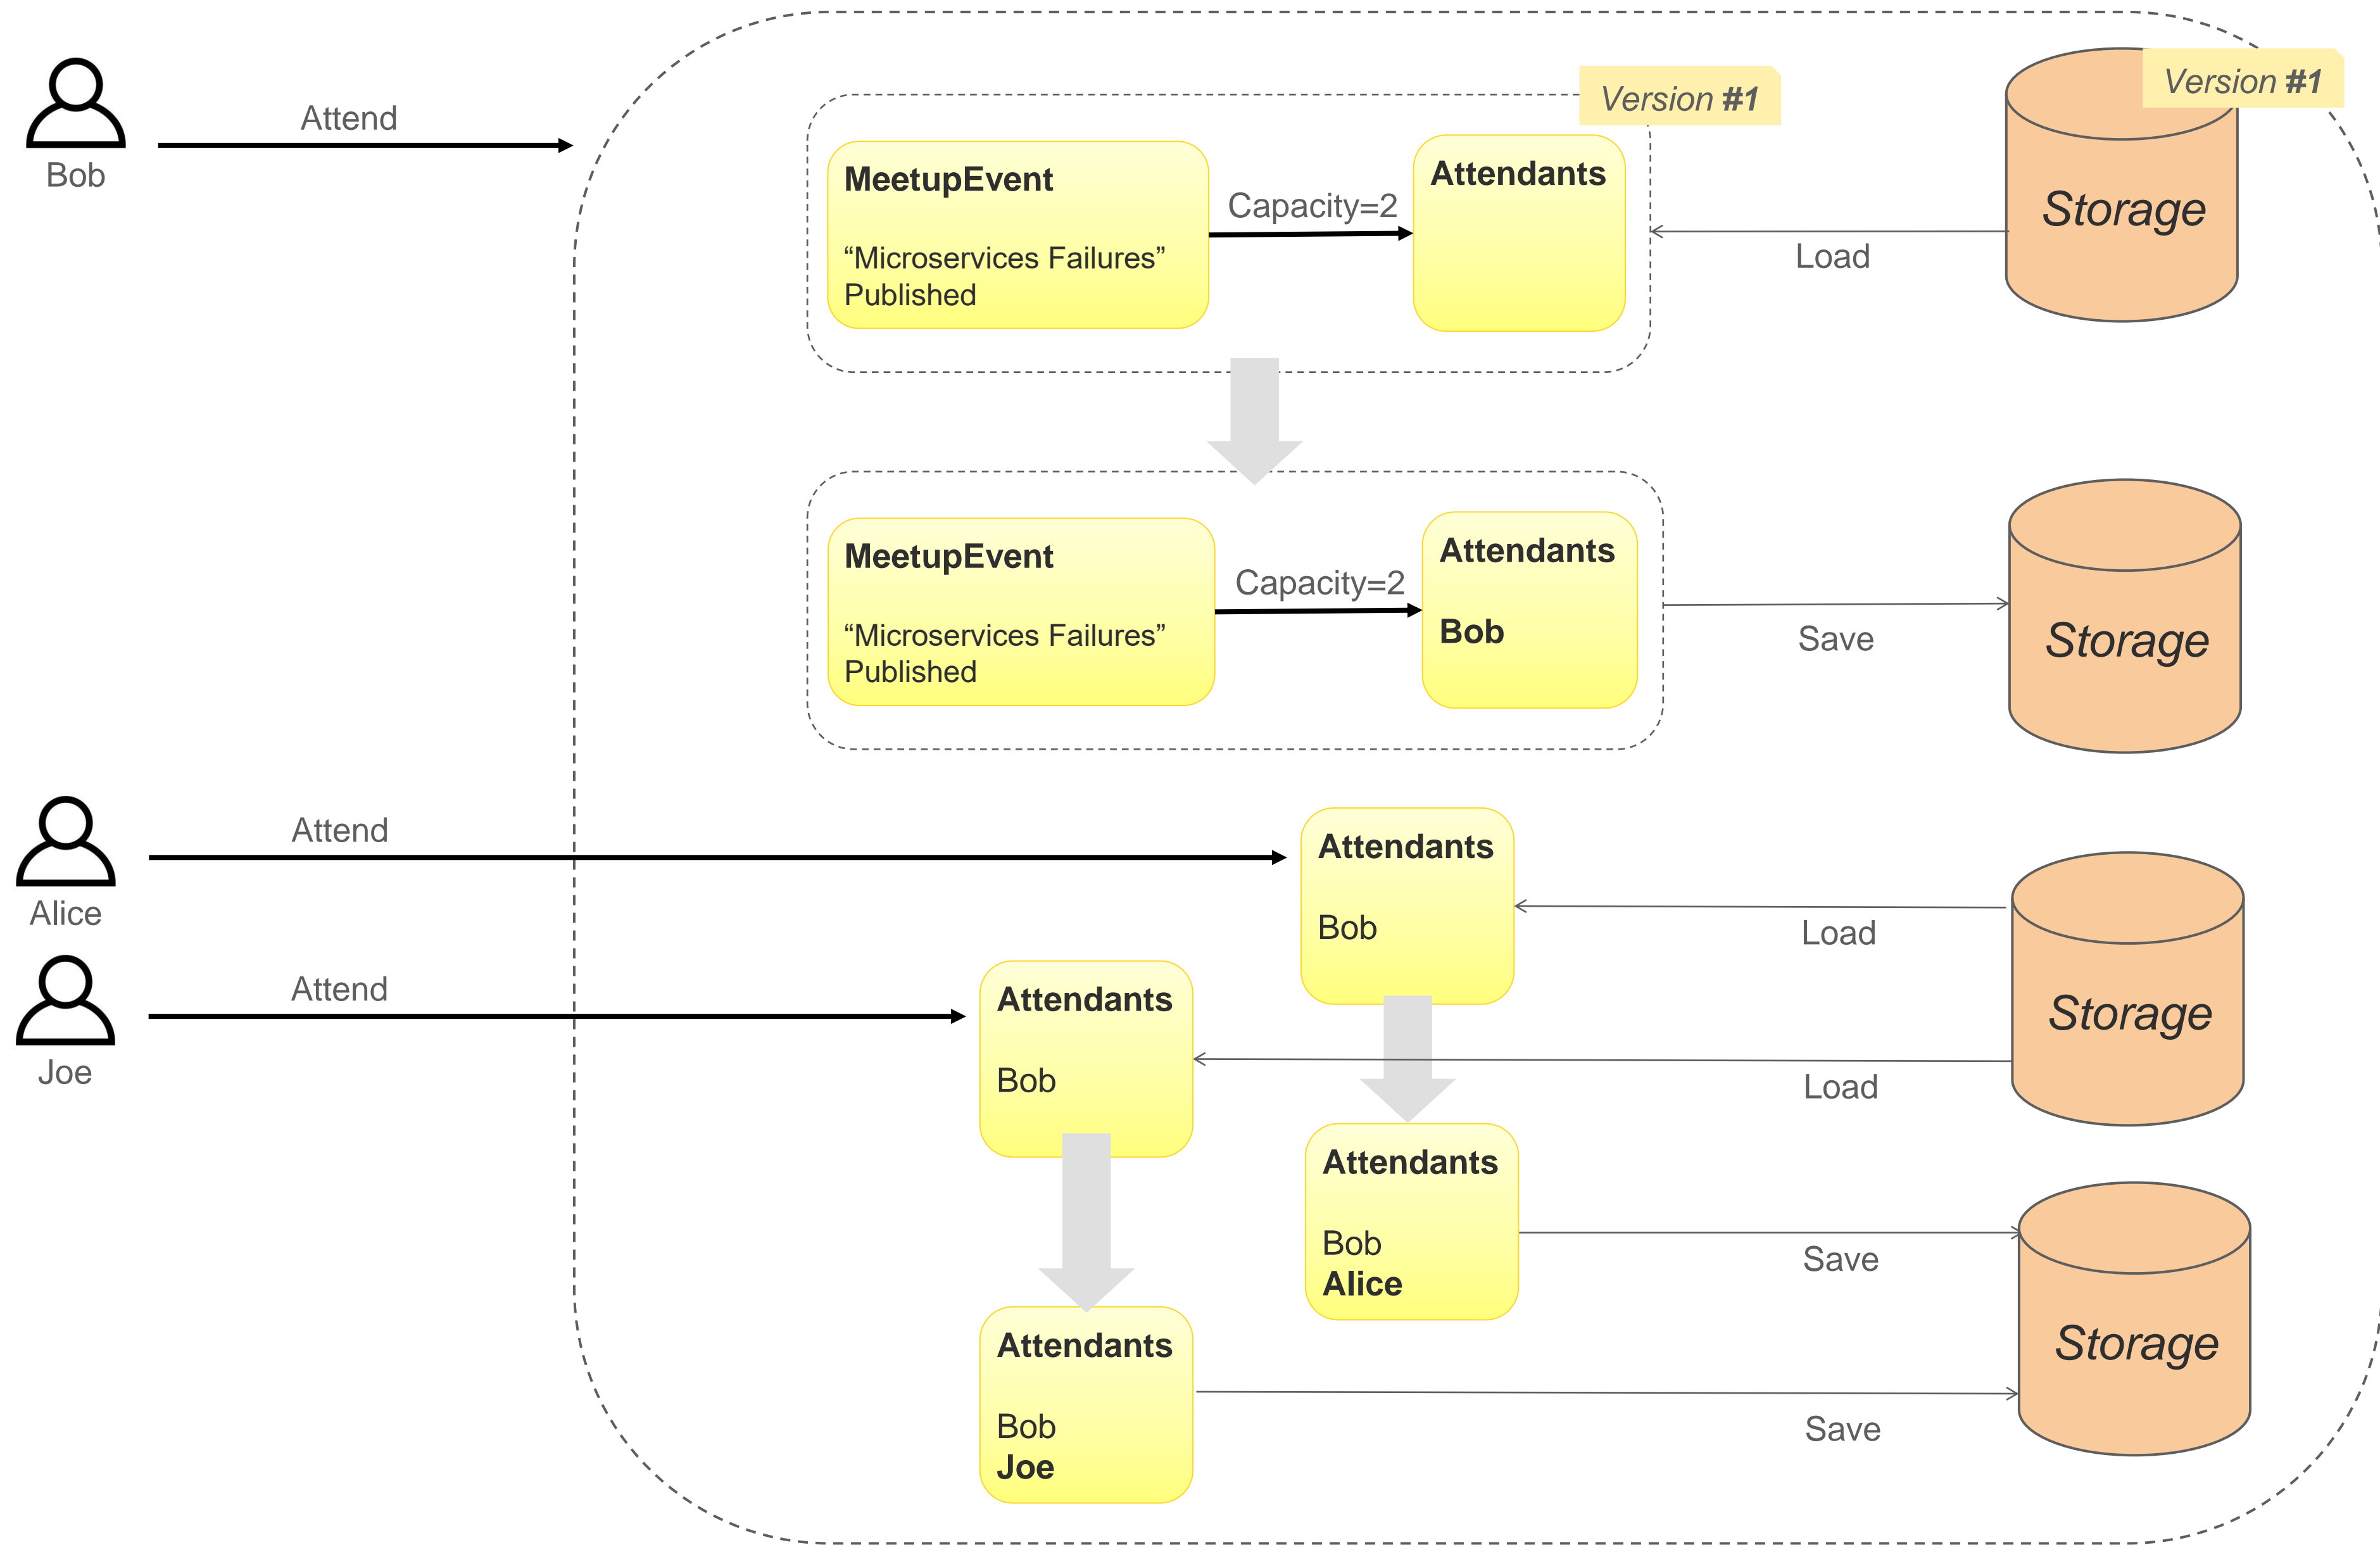 Bob
Attend
Version #1
Version #1
MeetupEvent
“Microservices Failures”
Published
Capacity=2
Attendants
Load
Storage
MeetupEvent
“Microservices Failures”
Published
Capacity=2
Attendants
Bob
Save
Storage
Alice
Attend
Attendants
Bob
Load
Storage
Joe
Attend
Attendants
Bob
Load
Attendants
Bob
Alice
Save
Storage
Attendants
Bob
Joe
Save